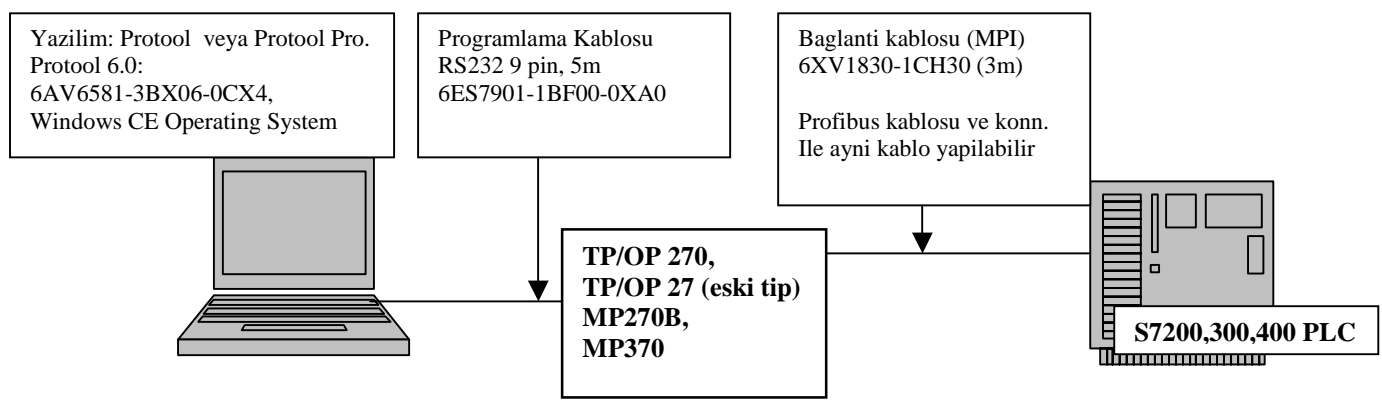 Yazilim: Protool veya Protool Pro.
Protool 6.0:
6AV6581-3BX06-0CX4,
Windows CE Operating System
Programlama Kablosu
RS232 9 pin, 5m
6ES7901-1BF00-0XA0
Baglanti kablosu (MPI)
6XV1830-1CH30 (3m)
Profibus kablosu ve konn.
Ile ayni kablo yapilabilir
TP/OP 270,
TP/OP 27 (eski tip)
MP270B,
MP370
S7200,300,400 PLC